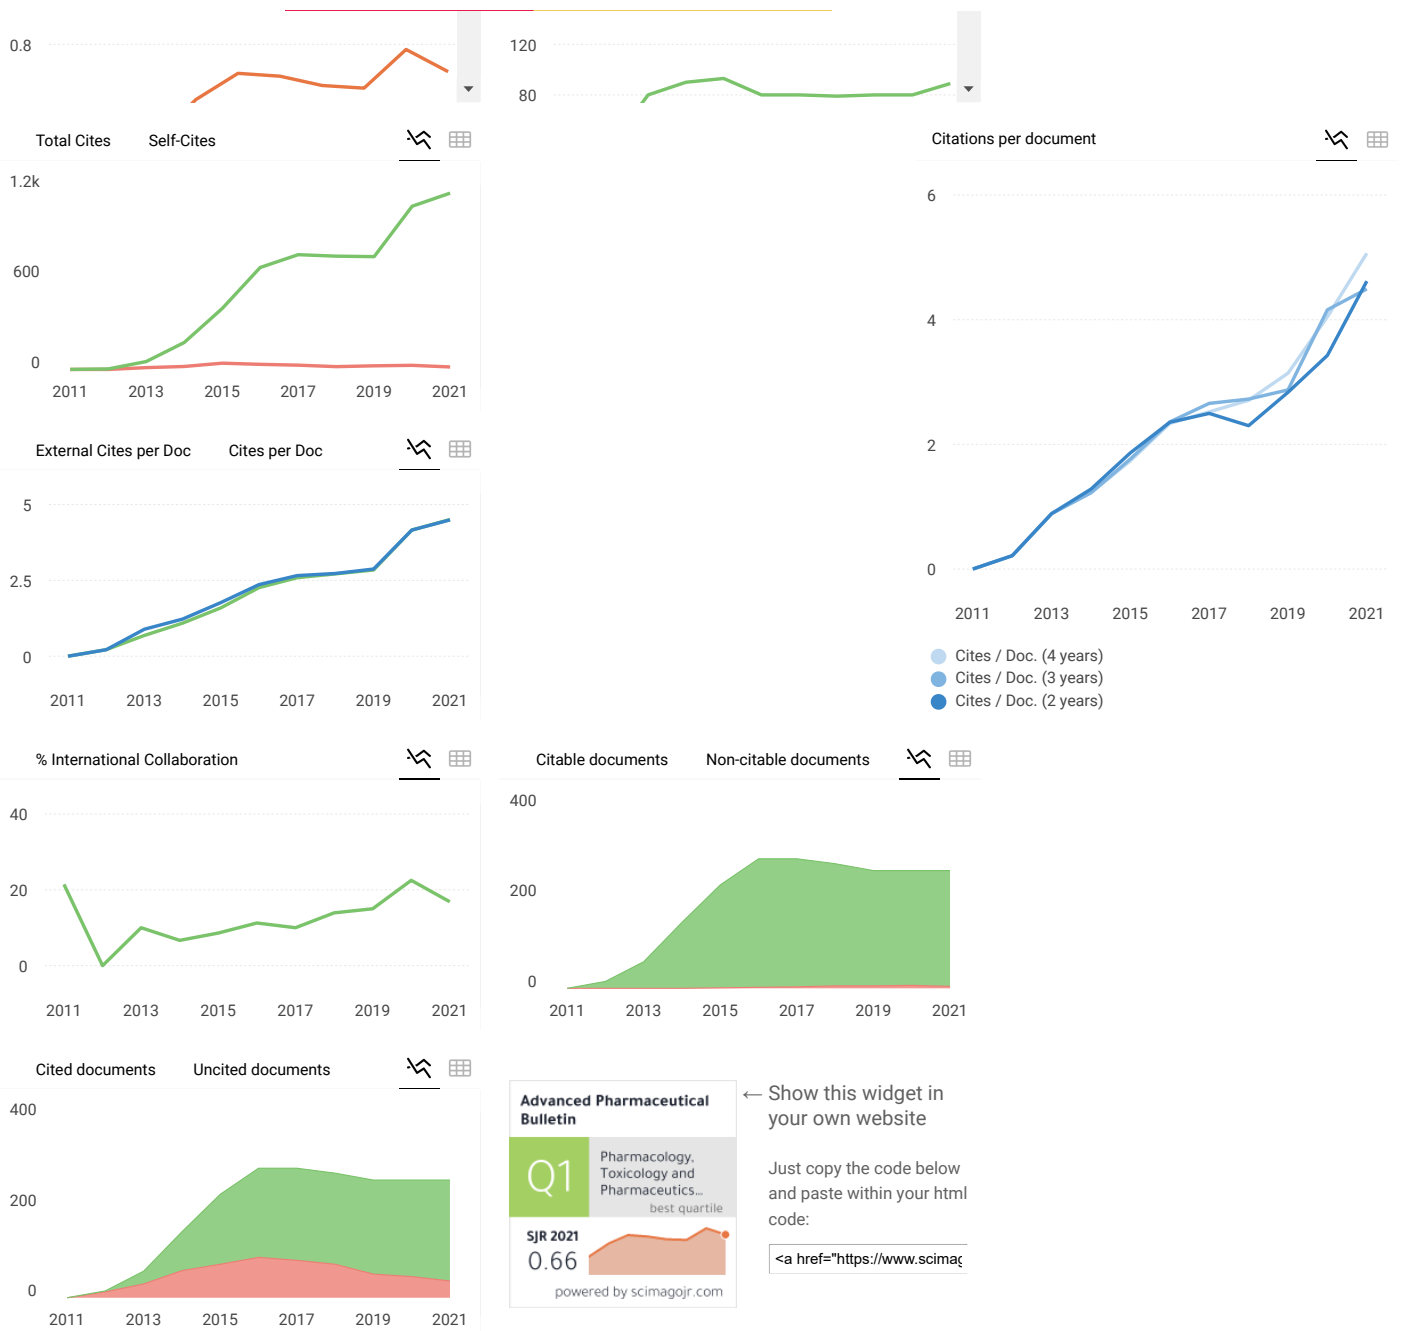 0.8
120
80
Total Cites Self-Cites
1.2k
600
0
2011 2013 2015 2017 2019 2021
Citations per document
6
4
2
0
2011 2013 2015 2017 2019 2021
Cites / Doc. (4 years)
Cites / Doc. (3 years)
Cites / Doc. (2 years)
External Cites per Doc Cites per Doc
5
2.5
0
2011 2013 2015 2017 2019 2021
% International Collaboration
40
20
0
2011 2013 2015 2017 2019 2021
Citable documents Non-citable documents
400
200
0
2011 2013 2015 2017 2019 2021
Cited documents Uncited documents
400
200
0
2011 2013 2015 2017 2019 2021
Advanced Pharmaceutical
Bulletin
Q1
Pharmacology,
Toxicology and
Pharmaceutics...
best quartile
SJR 2021
0.66
powered by scimagojr.com
← Show this widget in
your own website
Just copy the code below
and paste within your html
code:
<a href="https://www.scimag